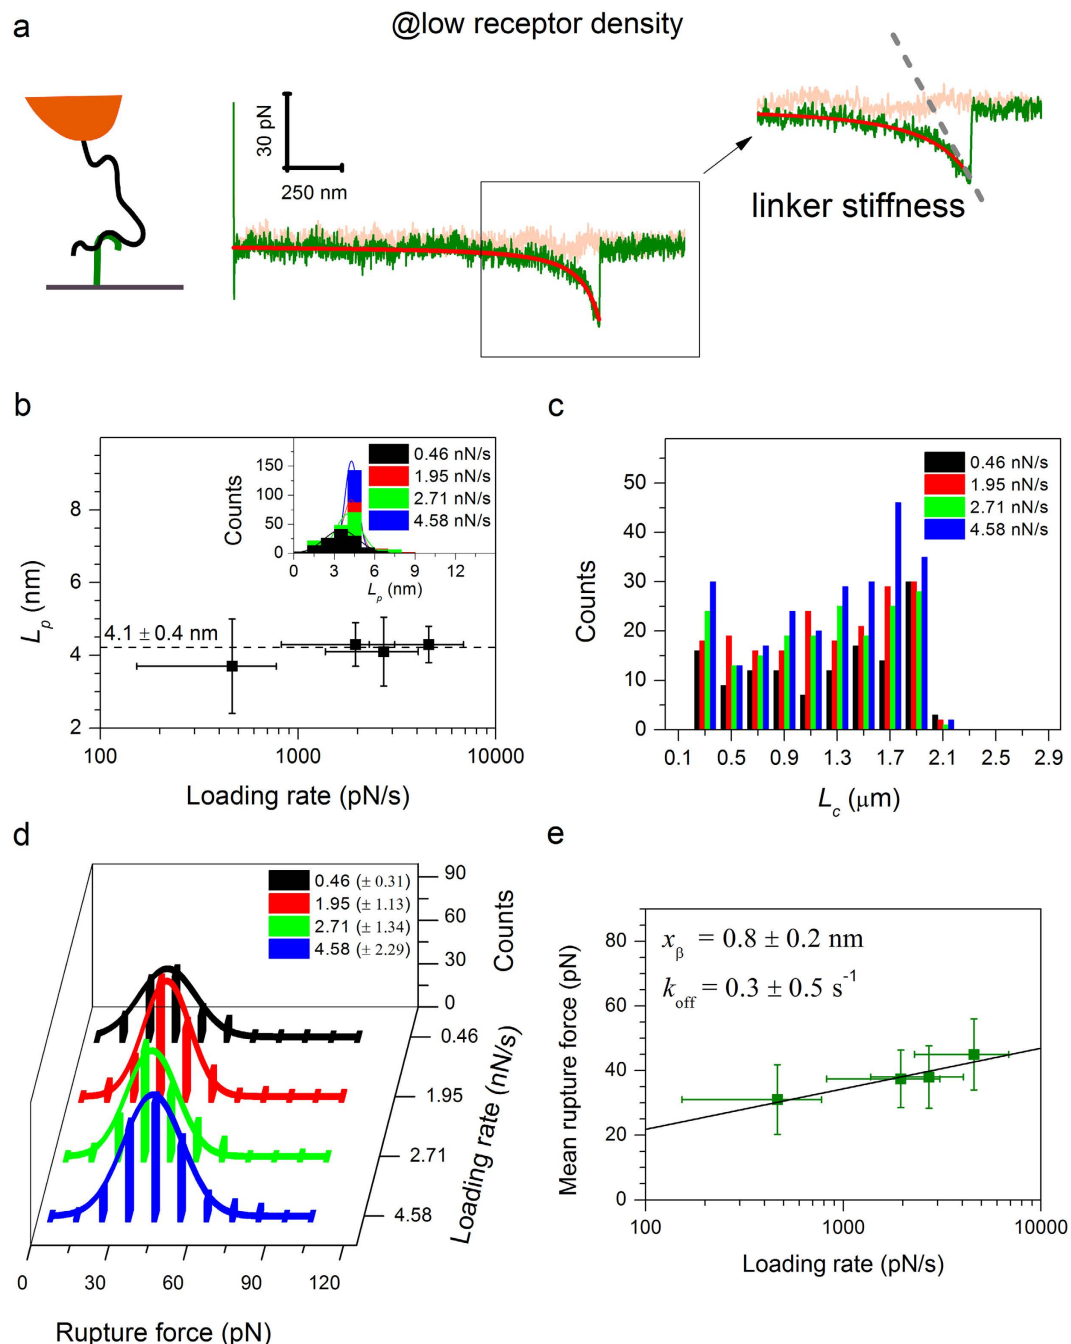 a
@low receptor density
30 pN
250 nm
linker stiffness
b
L_p (nm)
8
6
4
2
4.1 ± 0.4 nm
100
1000
10000
Loading rate (pN/s)
Counts
150
100
50
0
0
3
6
9
12
L_p (nm)
0.46 nN/s
1.95 nN/s
2.71 nN/s
4.58 nN/s
c
Counts
50
40
30
20
10
0
0.46 nN/s
1.95 nN/s
2.71 nN/s
4.58 nN/s
0.1 0.5 0.9 1.3 1.7 2.1 2.5 2.9
L_c (μm)
d
0.46 (± 0.31)
1.95 (± 1.13)
2.71 (± 1.34)
4.58 (± 2.29)
90
60
30
0
Counts
0.46
1.95
2.71
4.58
Loading rate (nN/s)
0 30 60 90 120
Rupture force (pN)
e
Mean rupture force (pN)
80
60
40
20
0
x_β = 0.8 ± 0.2 nm
k_off = 0.3 ± 0.5 s⁻¹
100
1000
10000
Loading rate (pN/s)